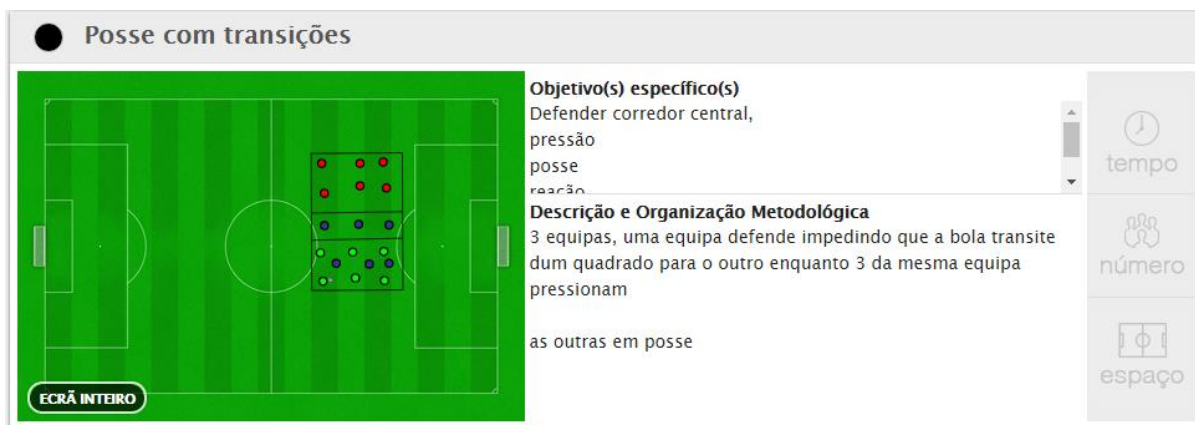 Posse com transições
Objetivo(s) específico(s)
Defender corredor central,
pressão
posse
reação
tempo
Descrição e Organização Metodológica
3 equipas, uma equipa defende impedindo que a bola transite
dum quadrado para o outro enquanto 3 da mesma equipa
pressionam
as outras em posse
número
espaço
ECRÃ INTEIRO